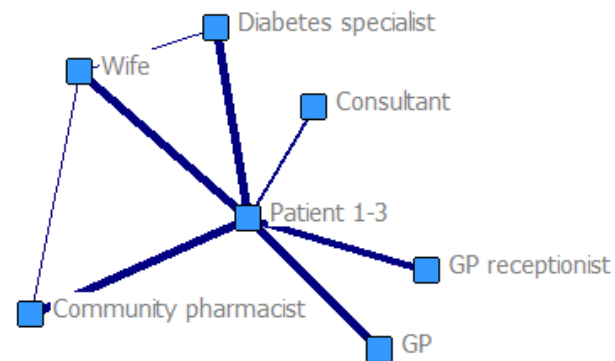 Diabetes specialist
Wife
Consultant
Patient 1-3
GP receptionist
Community pharmacist
GP